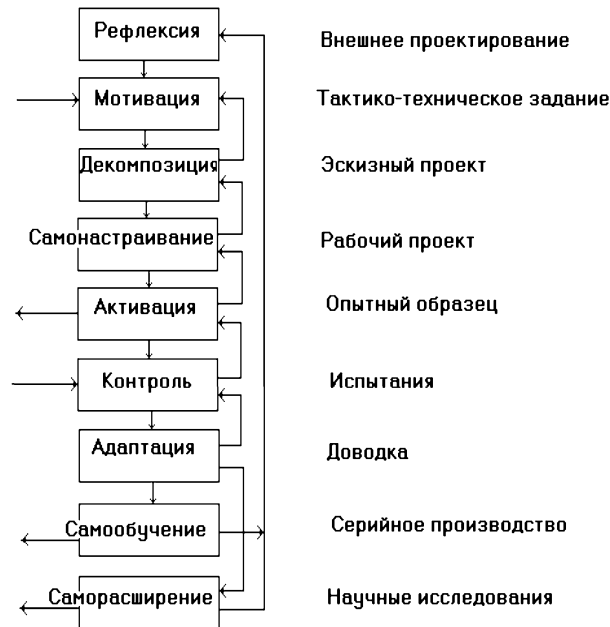 Рефлексия
Внешнее проектирование
Мотивация
Тактико-техническое задание
Декомпозиция
Эскизный проект
Самонастраивание
Рабочий проект
Активация
Опытный образец
Контроль
Испытания
Адаптация
Доводка
Самообучение
Серийное производство
Саморасширение
Научные исследования